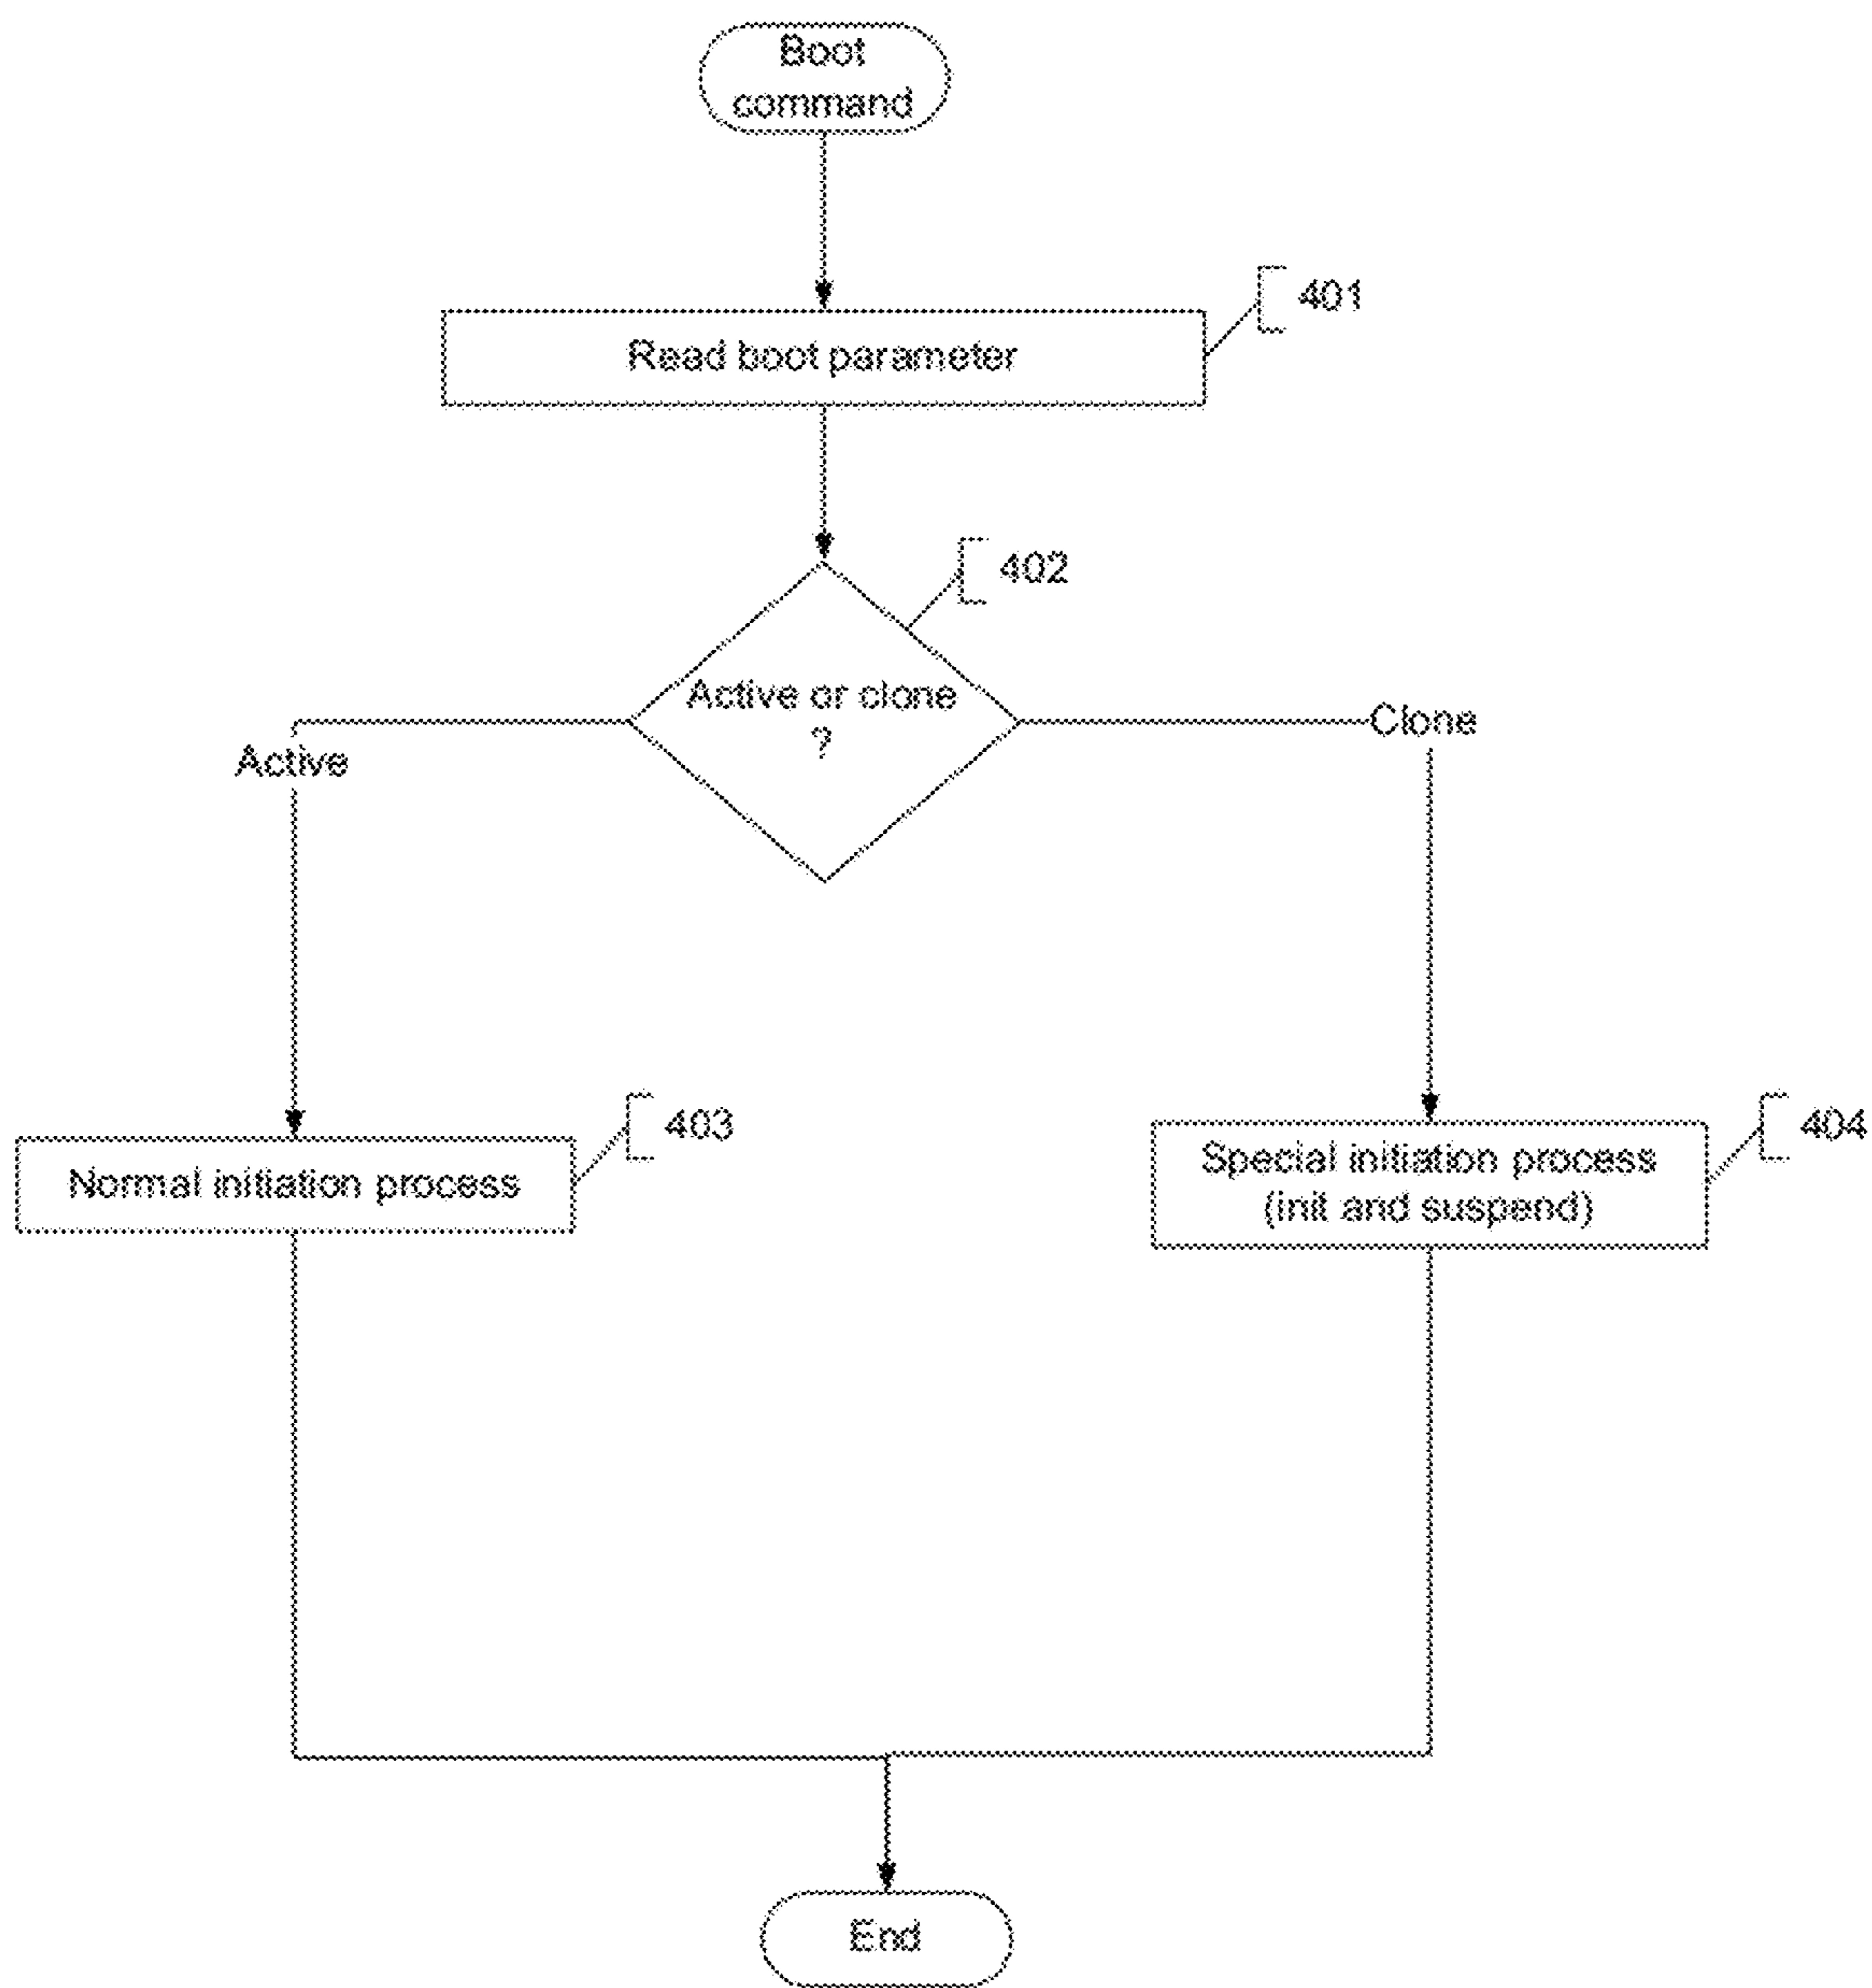 Boot
command
401
Read boot parameter
402
Active or clone
?
Active
Clone
403
Normal initiation process
404
Special initiation process
(init and suspend)
End